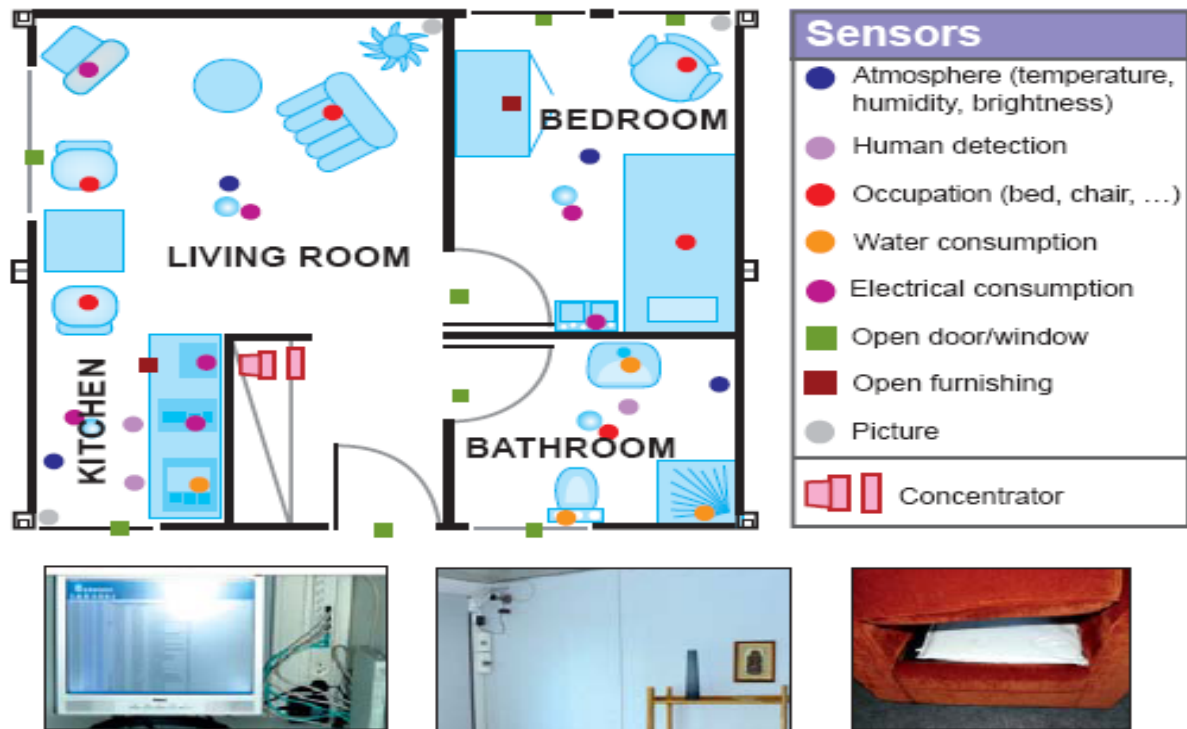 Sensors
Atmosphere (temperature,
humidity, brightness)
Human detection
Occupation (bed, chair, ...)
Water consumption
Electrical consumption
Open door/window
Open furnishing
Picture
Concentrator
BEDROOM
LIVING ROOM
KITCHEN
BATHROOM